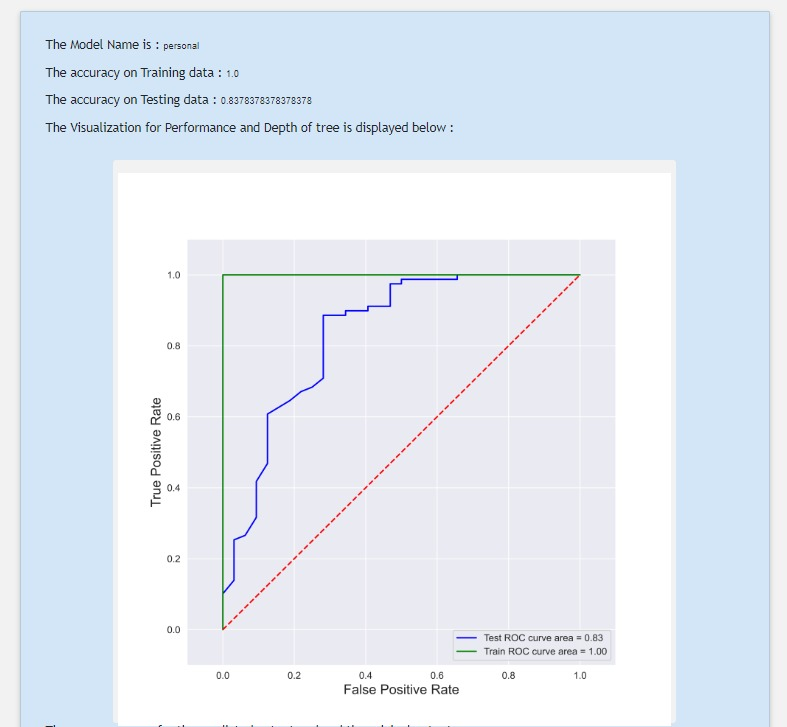 The Model Name is : personal
The accuracy on Training data : 1.0
The accuracy on Testing data : 0.8378378378378378
The Visualization for Performance and Depth of tree is displayed below :
1.0
0.8
0.6
0.4
0.2
0.0
True Positive Rate
Test ROC curve area = 0.83
Train ROC curve area = 1.00
0.0 0.2 0.4 0.6 0.8 1.0
False Positive Rate